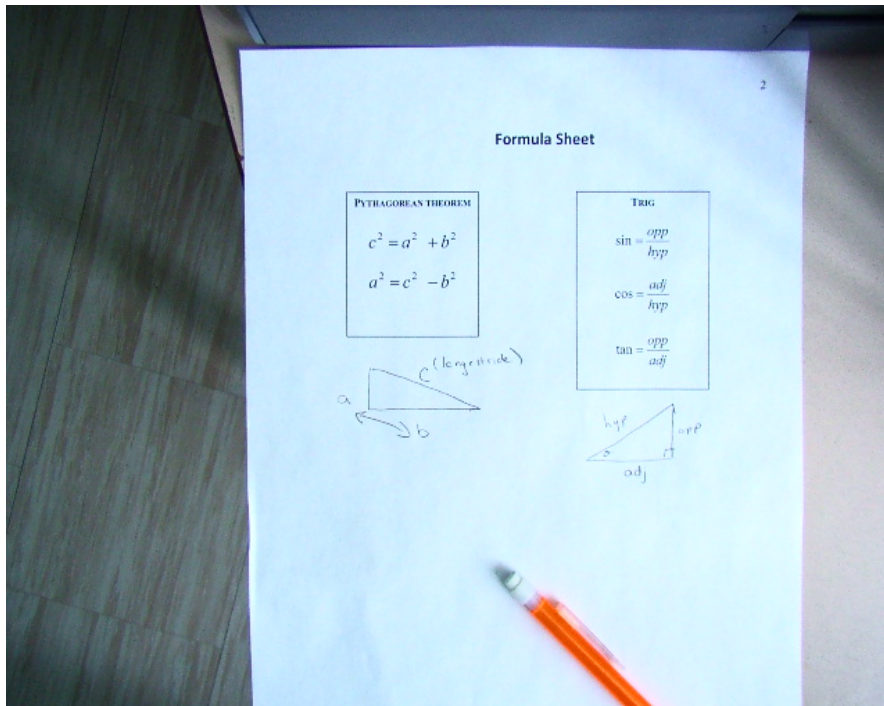 2
Formula Sheet
PYTHAGOREAN THEOREM
c² = a² + b²
a² = c² − b²
TRIG
sin = opp/hyp
cos = adj/hyp
tan = opp/adj
c (longest side)
a
b
hyp
opp
adj